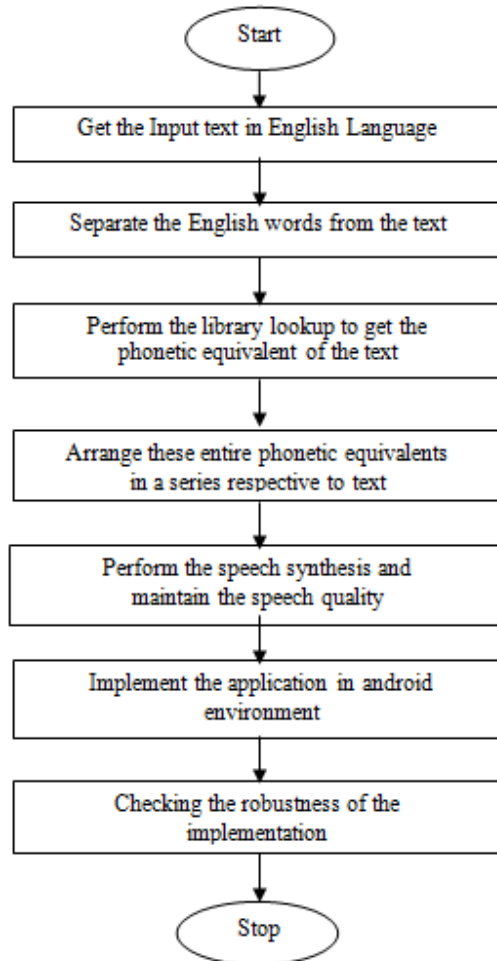 Start
Get the Input text in English Language
Separate the English words from the text
Perform the library lookup to get the
phonetic equivalent of the text
Arrange these entire phonetic equivalents
in a series respective to text
Perform the speech synthesis and
maintain the speech quality
Implement the application in android
environment
Checking the robustness of the
implementation
Stop